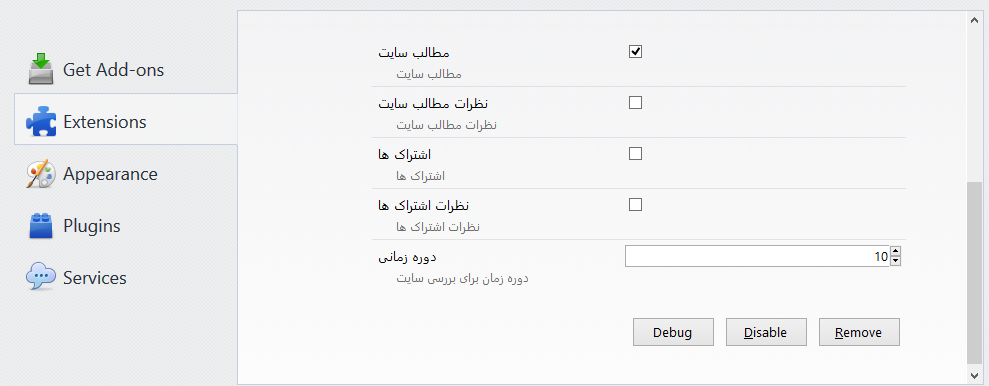 Get Add-ons
Extensions
Appearance
Plugins
Services
مطالب سایت
مطالب سایت
نظرات مطالب سایت
نظرات مطالب سایت
اشتراک ها
اشتراک ها
نظرات اشتراک ها
نظرات اشتراک ها
دوره زمانی
10
دوره زمان برای بررسی سایت
Debug Disable Remove